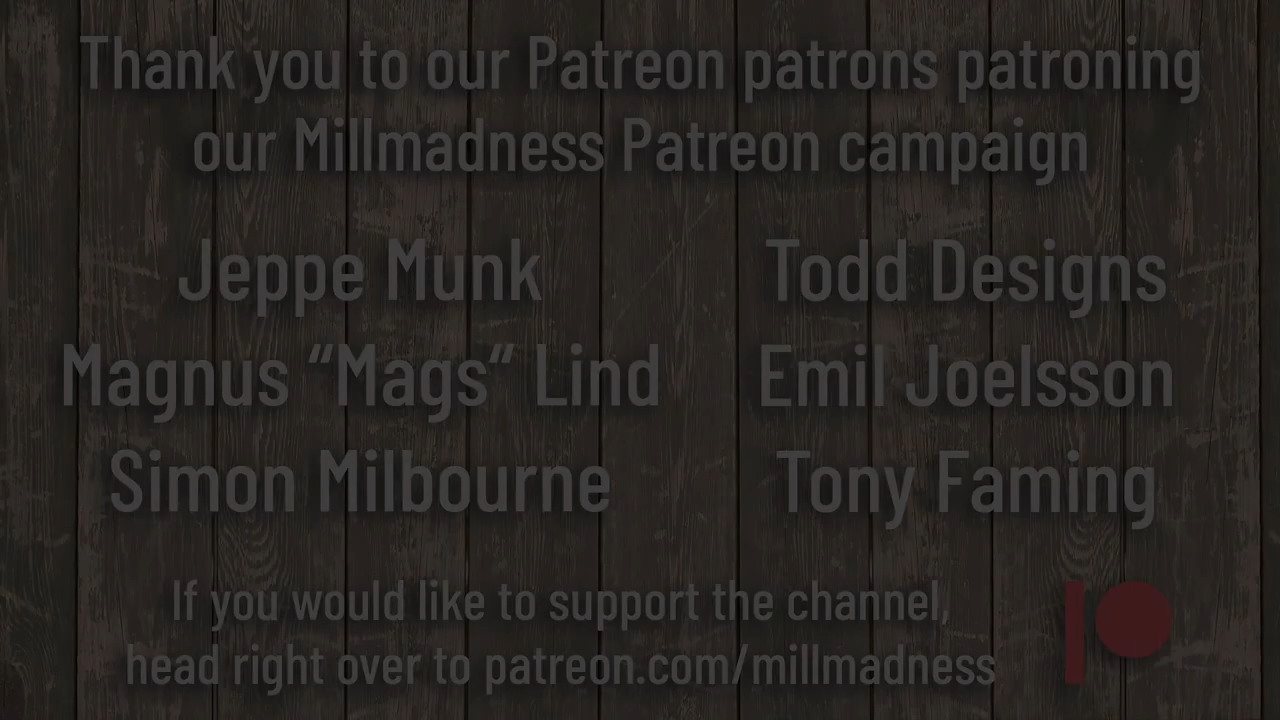 Thank you to our Patreon patrons patroning
our Millmadness Patreon campaign
Jeppe Munk
Todd Designs
Magnus “Mags“ Lind
Emil Joelsson
Simon Milbourne
Tony Faming
If you would like to support the channel,
head right over to patreon.com/millmadness